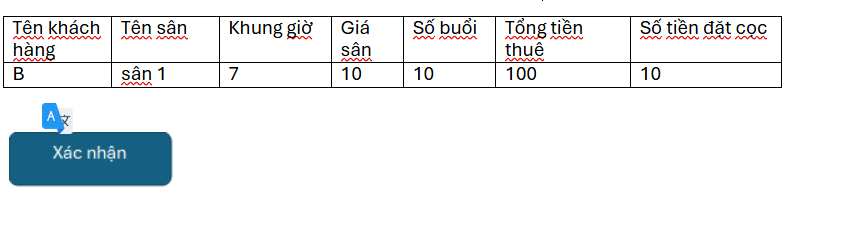 Tên khách hàng Tên sân Khung giờ Giá sân Số buổi Tổng tiền thuê Số tiền đặt cọc
B sân 1 7 10 10 100 10
A 文
Xác nhận